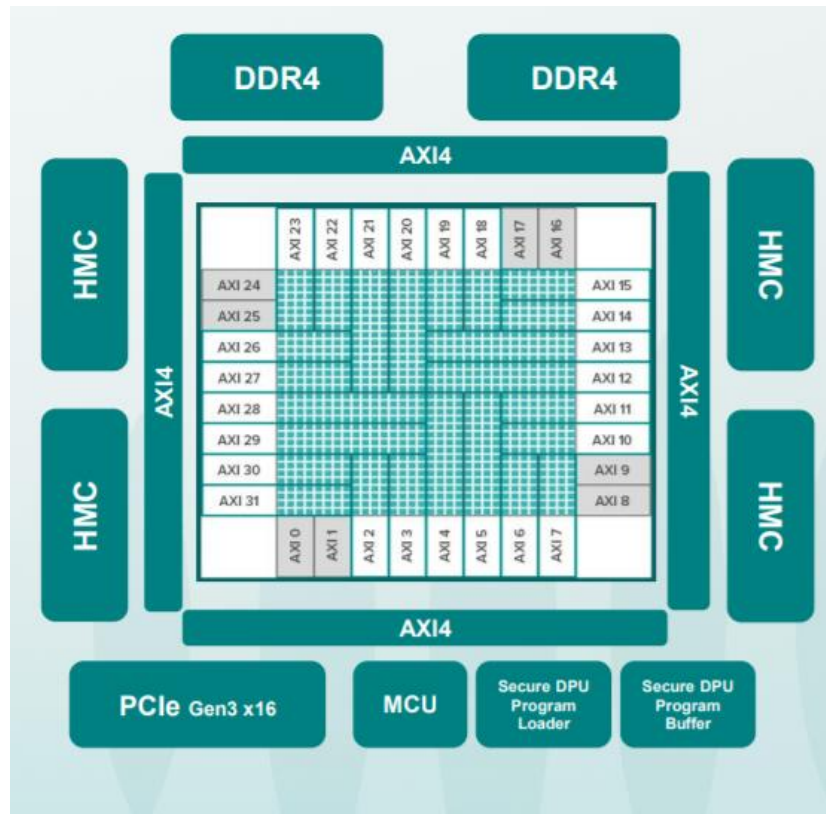 DDR4
DDR4
AXI4
HMC
HMC
AXI4
AXI4
AXI 23
AXI 22
AXI 21
AXI 20
AXI 19
AXI 18
AXI 17
AXI 16
AXI 24
AXI 15
AXI 25
AXI 14
AXI 26
AXI 13
AXI 27
AXI 12
AXI 28
AXI 11
AXI 29
AXI 10
AXI 30
AXI 9
AXI 31
AXI 8
AXI 0
AXI 1
AXI 2
AXI 3
AXI 4
AXI 5
AXI 6
AXI 7
HMC
HMC
AXI4
PCIe Gen3 x16
MCU
Secure DPU
Program
Loader
Secure DPU
Program
Buffer